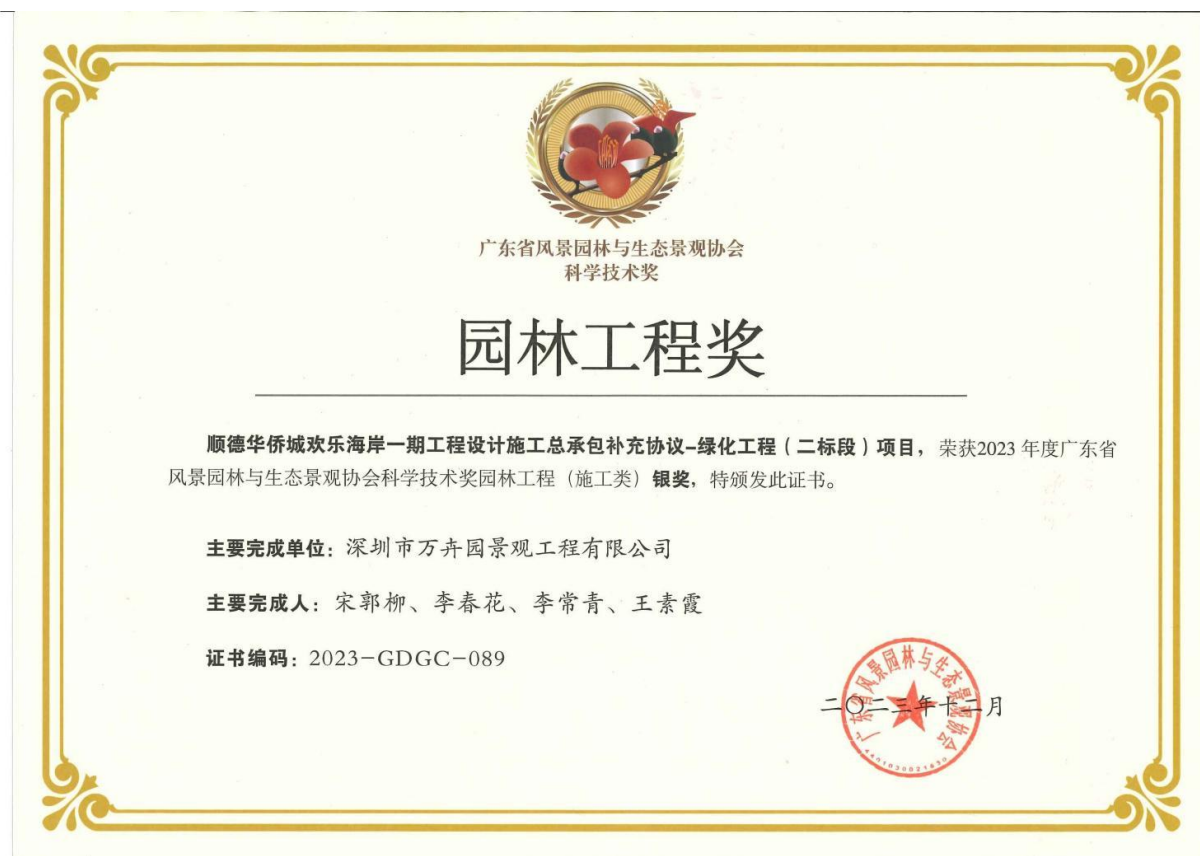 广东省风景园林与生态景观协会
科学技术奖
园林工程奖
顺德华侨城欢乐海岸一期工程设计施工总承包补充协议-绿化工程（二标段）项目，荣获2023 年度广东省
风景园林与生态景观协会科学技术奖园林工程（施工类）银奖，特颁发此证书。
主要完成单位：深圳市万卉园景观工程有限公司
主要完成人：宋郭柳、李春花、李常青、王素霞
证书编码：2023-GDGC-089
二〇二三年十二月
广东省风景园林与生态景观协会